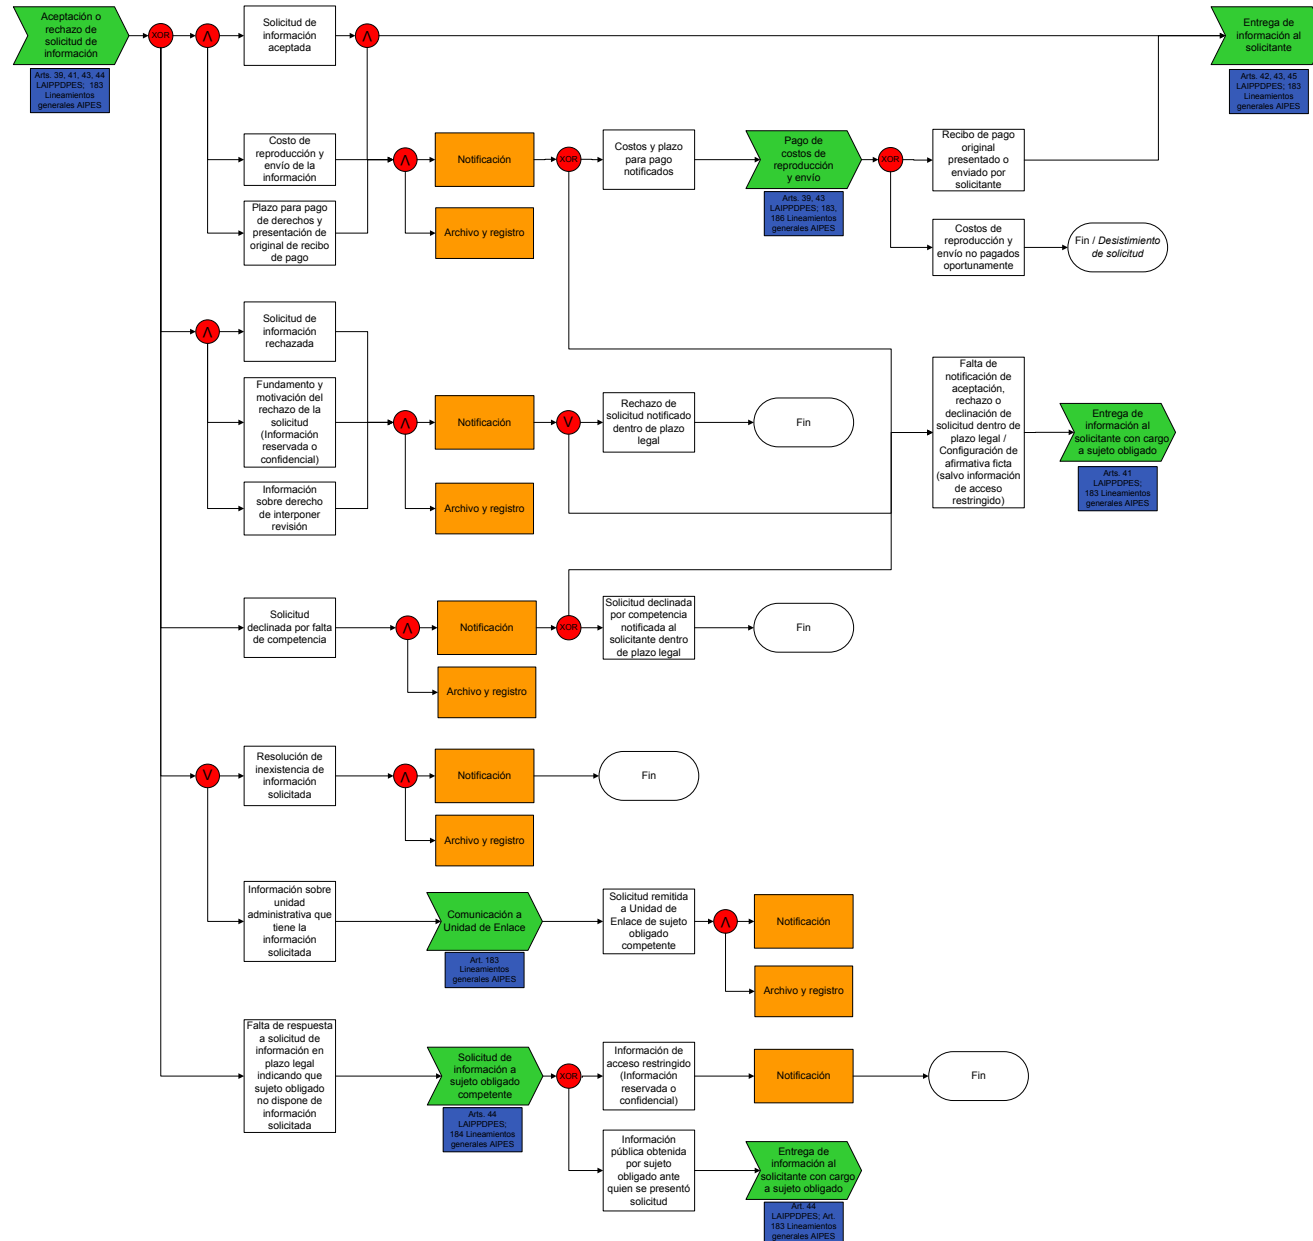 Aceptación o
rechazo de
solicitud de
información
Arts. 39, 41, 43, 44
LAIPPDPES; 183
Lineamientos
generales AIPES
XOR
Λ
Solicitud de
información
aceptada
Λ
Entrega de
información al
solicitante
Arts. 42, 43, 45
LAIPPDPES; 183
Lineamientos
generales AIPES
Costo de
reproducción y
envío de la
información
Plazo para pago
de derechos y
presentación de
original de recibo
de pago
Λ
Notificación
Archivo y registro
XOR
Costos y plazo
para pago
notificados
Pago de
costos de
reproducción
y envío
Arts. 39, 43
LAIPPDPES; 183,
186 Lineamientos
generales AIPES
XOR
Recibo de pago
original
presentado o
enviado por
solicitante
Costos de
reproducción y
envío no pagados
oportunamente
Fin / Desistimiento
de solicitud
Λ
Solicitud de
información
rechazada
Fundamento y
motivación del
rechazo de la
solicitud
(Información
reservada o
confidencial)
Información
sobre derecho
de interponer
revisión
Λ
Notificación
Archivo y registro
V
Rechazo de
solicitud notificado
dentro de plazo
legal
Fin
Falta de
notificación de
aceptación,
rechazo o
declinación de
solicitud dentro de
plazo legal /
Configuración de
afirmativa ficta
(salvo información
de acceso
restringido)
Entrega de
información al
solicitante con cargo
a sujeto obligado
Arts. 41
LAIPPDPES;
183 Lineamientos
generales AIPES
Solicitud
declinada por falta
de competencia
Λ
Notificación
Archivo y registro
XOR
Solicitud declinada
por competencia
notificada al
solicitante dentro
de plazo legal
Fin
V
Resolución de
inexistencia de
información
solicitada
Λ
Notificación
Archivo y registro
Fin
Información sobre
unidad
administrativa que
tiene la
información
solicitada
Comunicación a
Unidad de Enlace
Art. 183
Lineamientos
generales AIPES
Solicitud remitida
a Unidad de
Enlace de sujeto
obligado
competente
Λ
Notificación
Archivo y registro
Falta de respuesta
a solicitud de
información en
plazo legal
indicando que
sujeto obligado
no dispone de
información
solicitada
Solicitud de
información a
sujeto obligado
competente
Arts. 44
LAIPPDPES;
184 Lineamientos
generales AIPES
XOR
Información de
acceso restringido
(Información
reservada o
confidencial)
Notificación
Fin
Información
pública obtenida
por sujeto
obligado ante
quien se presentó
solicitud
Entrega de
información al
solicitante con cargo
a sujeto obligado
Art. 44
LAIPPDPES; Art.
183 Lineamientos
generales AIPES